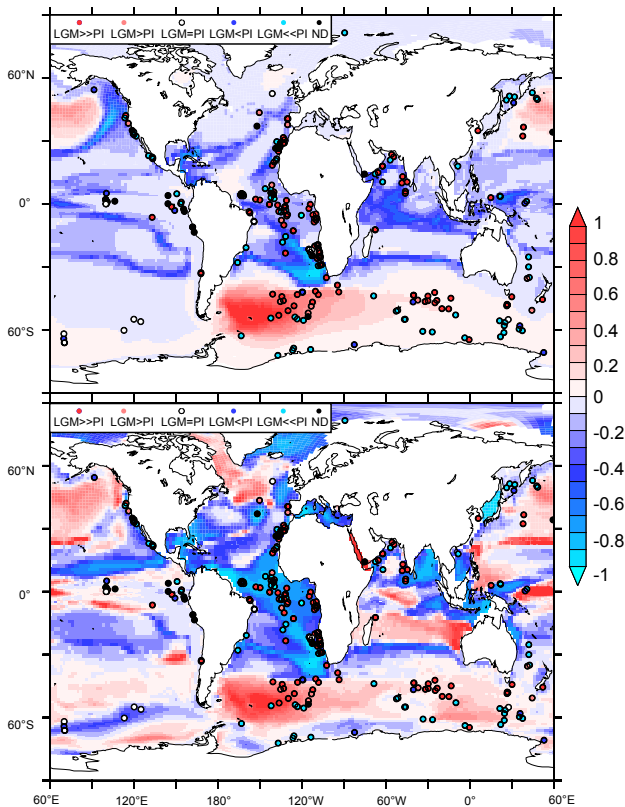 LGM>>PI LGM>PI LGM=PI LGM<PI LGM<<PI ND
60°N
0°
60°S
1
0.8
0.6
0.4
0.2
0
-0.2
-0.4
-0.6
-0.8
-1
LGM>>PI LGM>PI LGM=PI LGM<PI LGM<<PI ND
60°N
0°
60°S
60°E 120°E 180° 120°W 60°W 0° 60°E